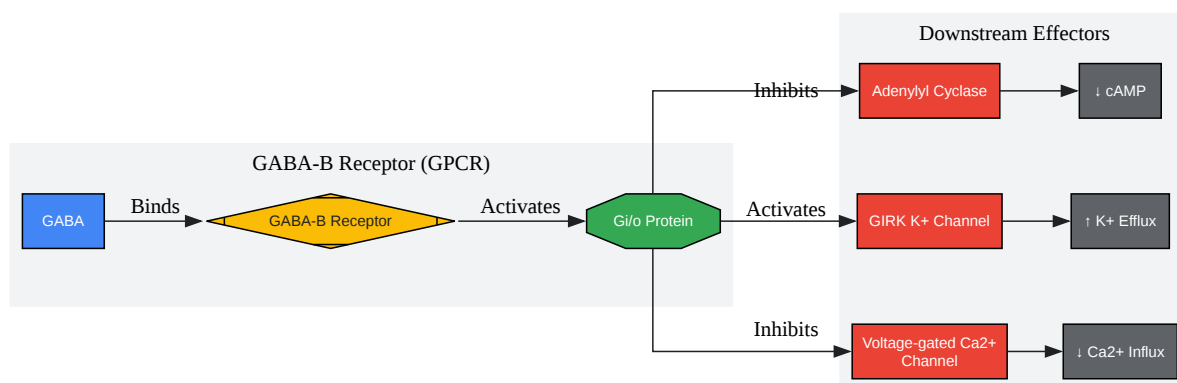 Downstream Effectors
Inhibits
Adenylyl Cyclase
↓ cAMP
GABA-B Receptor (GPCR)
GABA
Binds
GABA-B Receptor
Activates
Gi/o Protein
Activates
GIRK K+ Channel
↑ K+ Efflux
Inhibits
Voltage-gated Ca2+
Channel
↓ Ca2+ Influx